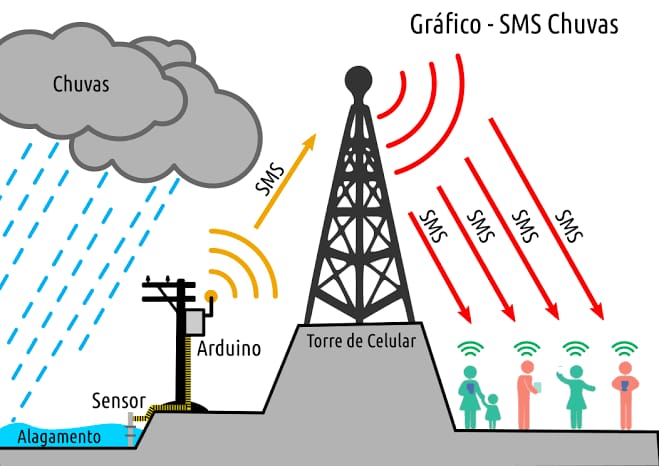 Gráfico - SMS Chuvas
Chuvas
SMS
SMS
SMS
SMS
SMS
Arduino
Torre de Celular
Sensor
Alagamento